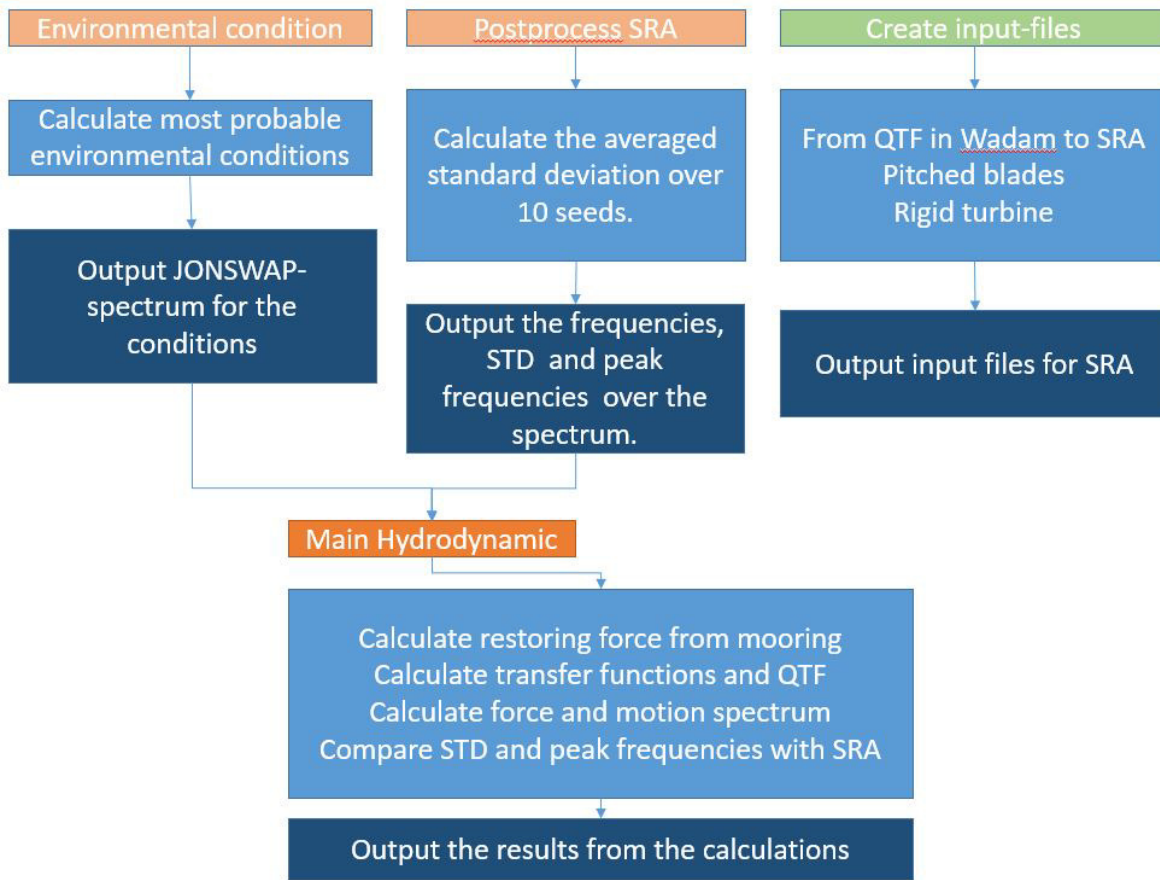 Environmental condition
Calculate most probable
environmental conditions
Output JONSWAP-
spectrum for the
conditions
Postprocess SRA
Calculate the averaged
standard deviation over
10 seeds.
Output the frequencies,
STD and peak
frequencies over the
spectrum.
Create input-files
From QTF in Wadam to SRA
Pitched blades
Rigid turbine
Output input files for SRA
Main Hydrodynamic
Calculate restoring force from mooring
Calculate transfer functions and QTF
Calculate force and motion spectrum
Compare STD and peak frequencies with SRA
Output the results from the calculations